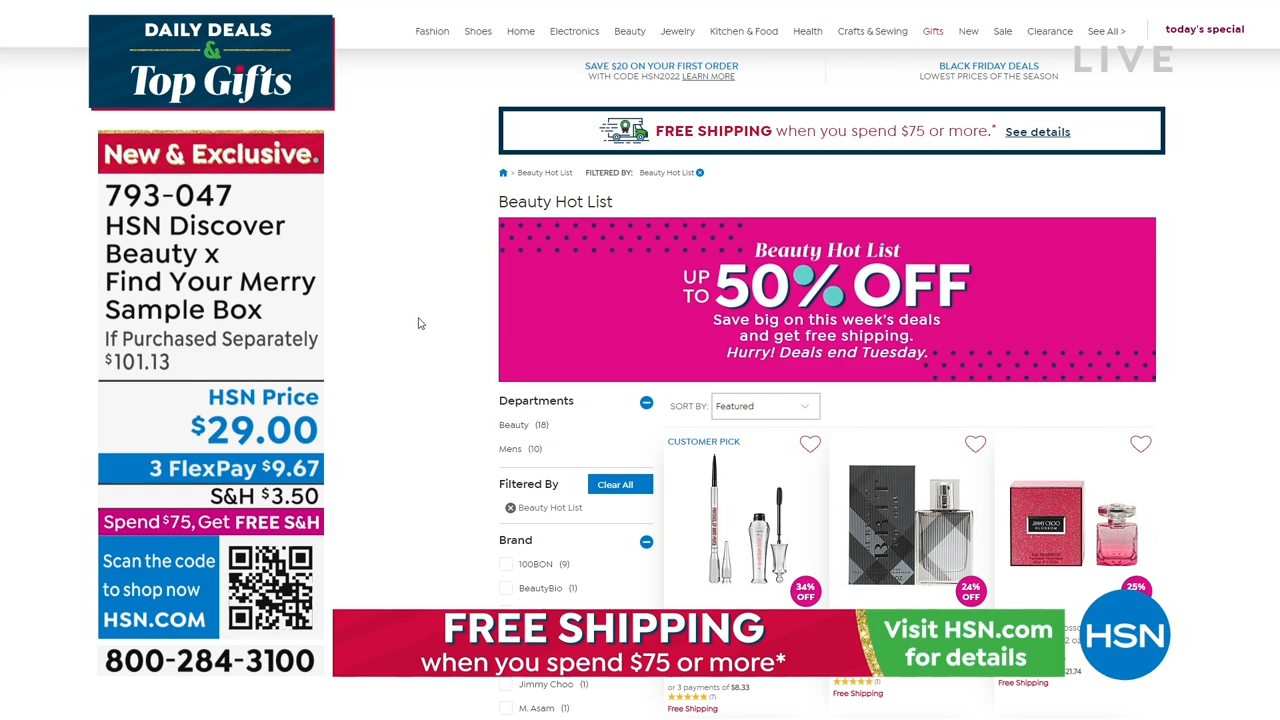 DAILY DEALS
&
Top Gifts
New & Exclusive.
793-047
HSN Discover
Beauty x
Find Your Merry
Sample Box
If Purchased Separately
$101.13
HSN Price
$29.00
3 FlexPay $9.67
S&H $3.50
Spend $75, Get FREE S&H
Scan the code
to shop now
HSN.COM
800-284-3100
Fashion Shoes Home Electronics Beauty Jewelry Kitchen & Food Health Crafts & Sewing Gifts New Sale Clearance See All > today's special
LIVE
SAVE $20 ON YOUR FIRST ORDER
WITH CODE HSN2022 LEARN MORE
BLACK FRIDAY DEALS
LOWEST PRICES OF THE SEASON
FREE SHIPPING when you spend $75 or more.* See details
> Beauty Hot List FILTERED BY: Beauty Hot List
Beauty Hot List
Beauty Hot List
UP TO 50% OFF
Save big on this week's deals
and get free shipping.
Hurry! Deals end Tuesday.
Departments
Beauty (18)
Mens (10)
Filtered By Clear All
Beauty Hot List
Brand
100BON (9)
BeautyBio (1)
Jimmy Choo (1)
M. Asam (1)
SORT BY: Featured
CUSTOMER PICK
34%
OFF
24%
OFF
25%
OFF
BRIT
JIMMY CHOO
BLOSSOM
21.74
or 3 payments of $8.33
(7)
Free Shipping
(1)
Free Shipping
Free Shipping
FREE SHIPPING
when you spend $75 or more*
Visit HSN.com
for details
HSN